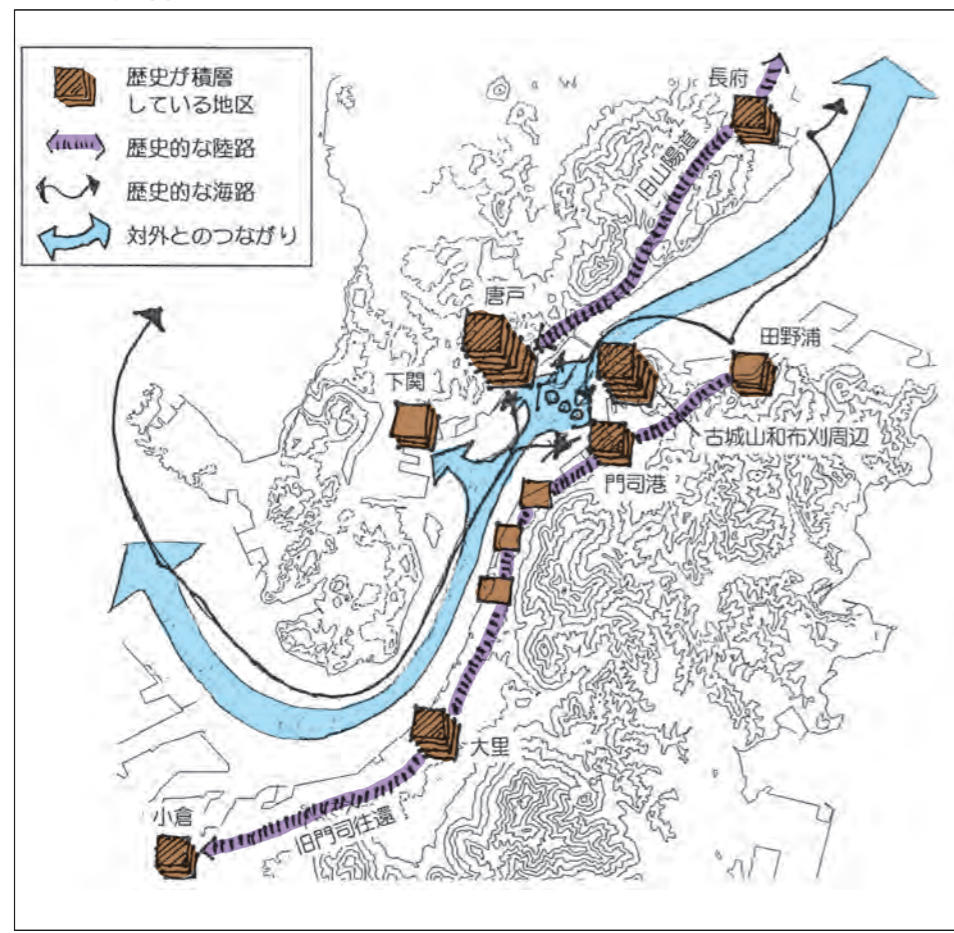 歴史が積層
している地区
歴史的な陸路
歴史的な海路
対外とのつながり
長府
旧山陽道
唐戸
田野浦
下関
古城山和布刈周辺
門司港
大里
小倉
旧門司往還